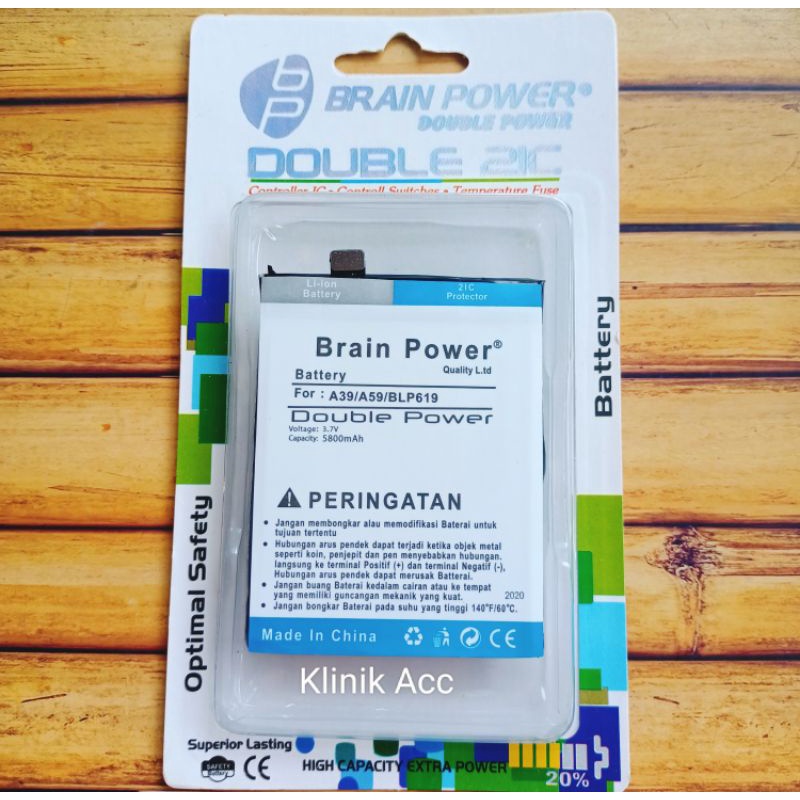 bp
BRAIN POWER®
DOUBLE POWER
DOUBLE 2IC
Controller IC • Controll Switches • Temperature Fuse
Li-ion
Battery
2IC
Protector
Brain Power®
Quality L.td
Battery
For : A39/A59/BLP619
Double Power
Voltage: 3.7V
Capacity: 5800mAh
PERINGATAN
• Jangan membongkar alau memodifikasi Baterai untuk
tujuan tertentu
• Hubungan arus pendek dapat terjadi ketika objek metal
seperti koin, penjepit dan pen menyebabkan hubungan.
langsung ke terminal Positif (+) dan terminal Negatif (-),
Hubungan arus pendek dapat merusak Batterai.
• Jangan buang Baterai kedalam cairan atau ke tempat
yang memiliki guncangan mekanik yang kuat.
2020
• Jangan bongkar Baterai pada suhu yang tinggi 140°F/60°C.
Made In China
CE
Klinik Acc
Optimal Safety
Battery
Superior Lasting
SAFETY
Battery
CE
HIGH CAPACITY EXTRA POWER
20%